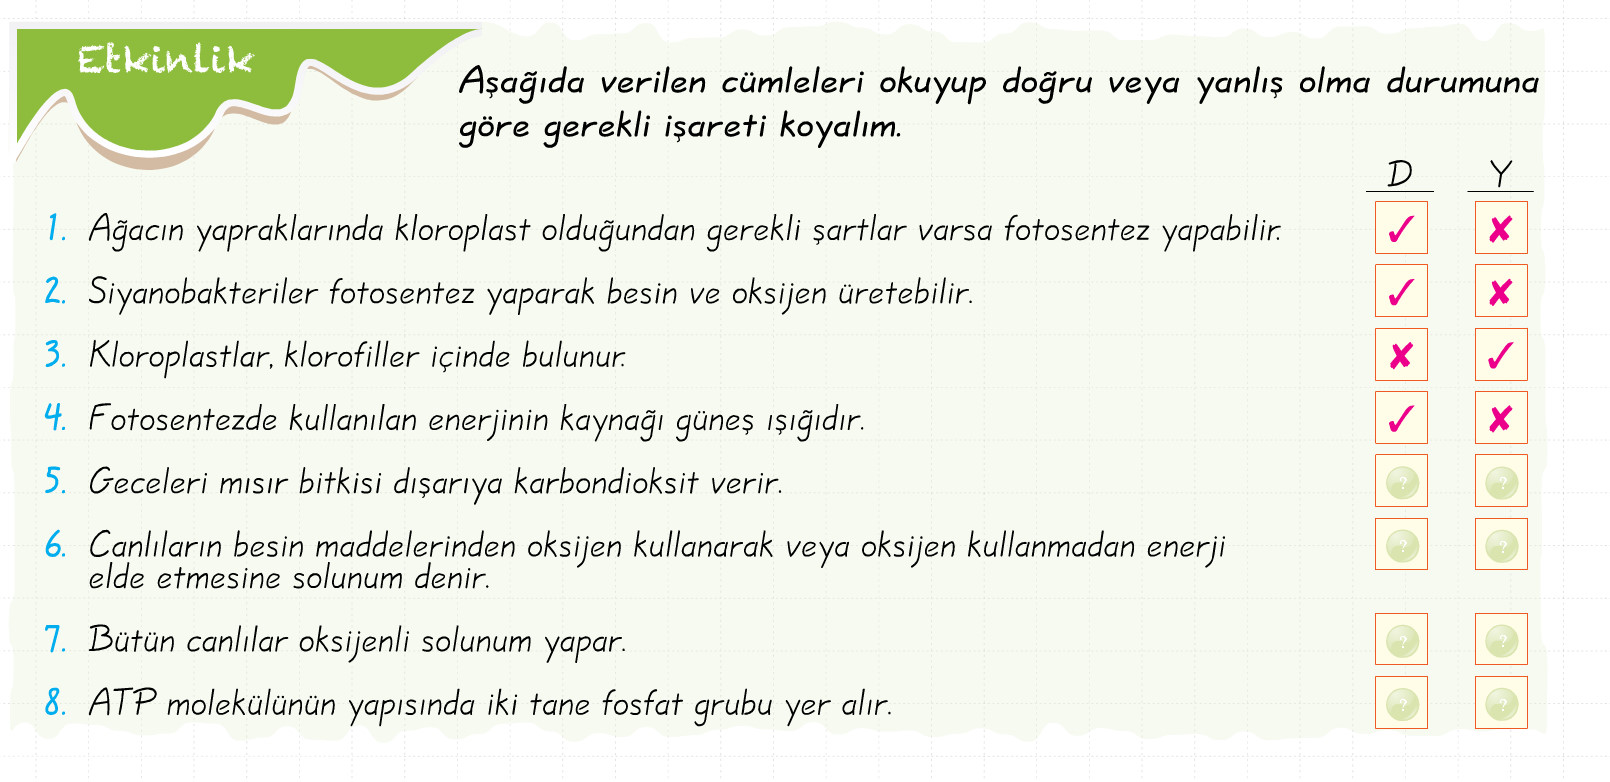 Etkinlik
Aşağıda verilen cümleleri okuyup doğru veya yanlış olma durumuna
göre gerekli işareti koyalım.
D Y
1. Ağacın yapraklarında kloroplast olduğundan gerekli şartlar varsa fotosentez yapabilir. ✓ ✘
2. Siyanobakteriler fotosentez yaparak besin ve oksijen üretebilir. ✓ ✘
3. Kloroplastlar, klorofiller içinde bulunur. ✘ ✓
4. Fotosentezde kullanılan enerjinin kaynağı güneş ışığıdır. ✓ ✘
5. Geceleri mısır bitkisi dışarıya karbondioksit verir. ? ?
6. Canlıların besin maddelerinden oksijen kullanarak veya oksijen kullanmadan enerji ? ?
elde etmesine solunum denir.
7. Bütün canlılar oksijenli solunum yapar. ? ?
8. ATP molekülünün yapısında iki tane fosfat grubu yer alır. ? ?